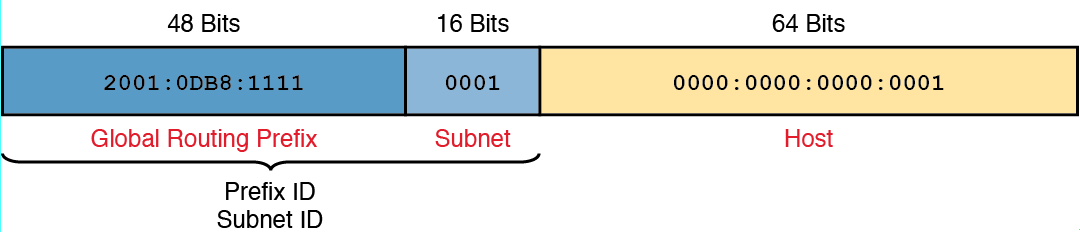 48 Bits 16 Bits 64 Bits
2001:0DB8:1111 0001 0000:0000:0000:0001
Global Routing Prefix Subnet Host
Prefix ID
Subnet ID